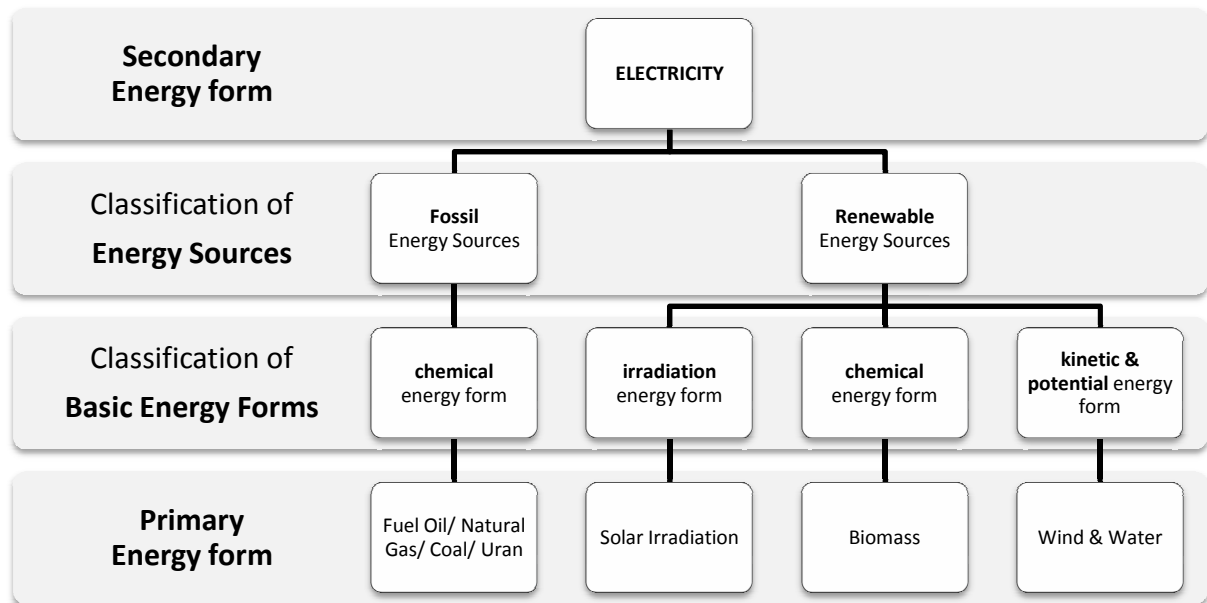 Secondary
Energy form
ELECTRICITY
Classification of
Energy Sources
Fossil
Energy Sources
Renewable
Energy Sources
Classification of
Basic Energy Forms
chemical
energy form
irradiation
energy form
chemical
energy form
kinetic &
potential energy
form
Primary
Energy form
Fuel Oil/ Natural
Gas/ Coal/ Uran
Solar Irradiation
Biomass
Wind & Water